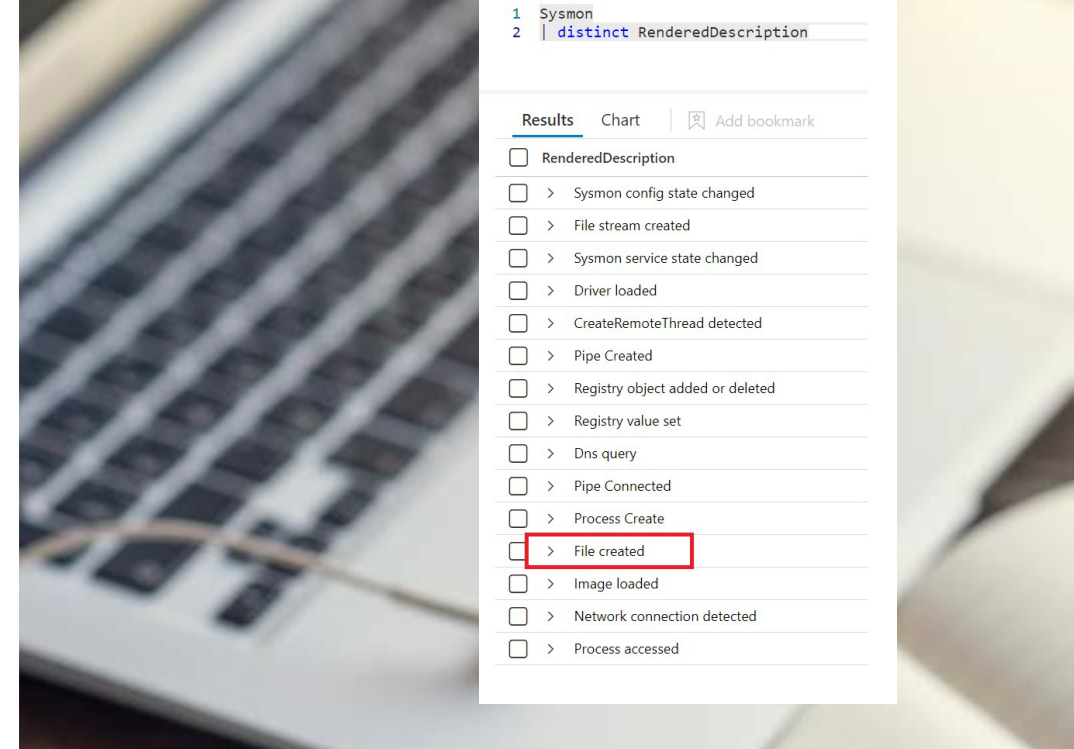 1 Sysmon
2 | distinct RenderedDescription
Results Chart Add bookmark
RenderedDescription
Sysmon config state changed
File stream created
Sysmon service state changed
Driver loaded
CreateRemoteThread detected
Pipe Created
Registry object added or deleted
Registry value set
Dns query
Pipe Connected
Process Create
File created
Image loaded
Network connection detected
Process accessed